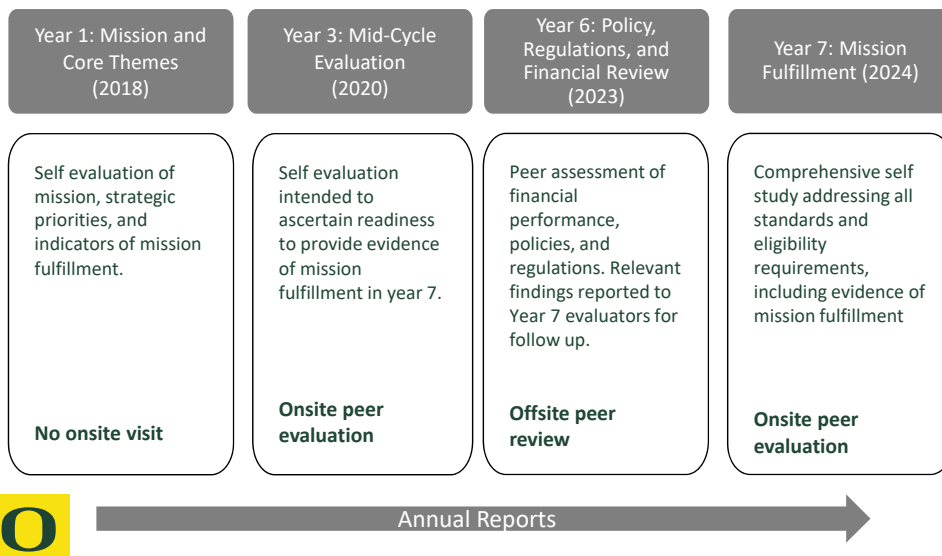 Year 1: Mission and
Core Themes
(2018)
Year 3: Mid-Cycle
Evaluation
(2020)
Year 6: Policy,
Regulations, and
Financial Review
(2023)
Year 7: Mission
Fulfillment (2024)
Self evaluation of
mission, strategic
priorities, and
indicators of mission
fulfillment.
No onsite visit
Self evaluation
intended to
ascertain readiness
to provide evidence
of mission
fulfillment in year 7.
Onsite peer
evaluation
Peer assessment of
financial
performance,
policies, and
regulations. Relevant
findings reported to
Year 7 evaluators for
follow up.
Offsite peer
review
Comprehensive self
study addressing all
standards and
eligibility
requirements,
including evidence of
mission fulfillment
Onsite peer
evaluation
O
Annual Reports